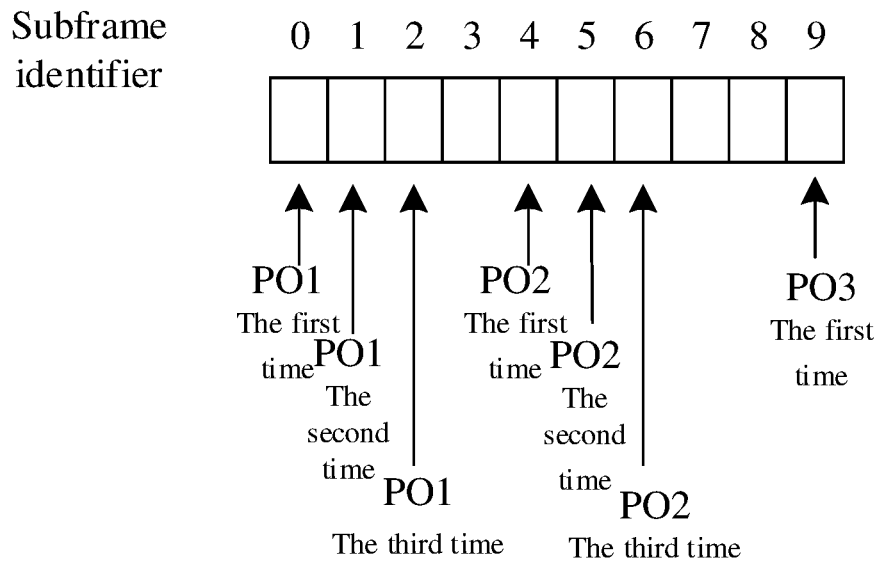 Subframe
identifier
0 1 2 3 4 5 6 7 8 9
PO1
The first
time
PO1
The
second
time
PO1
The third time
PO2
The first
time
PO2
The
second
time
PO2
The third time
PO3
The first
time